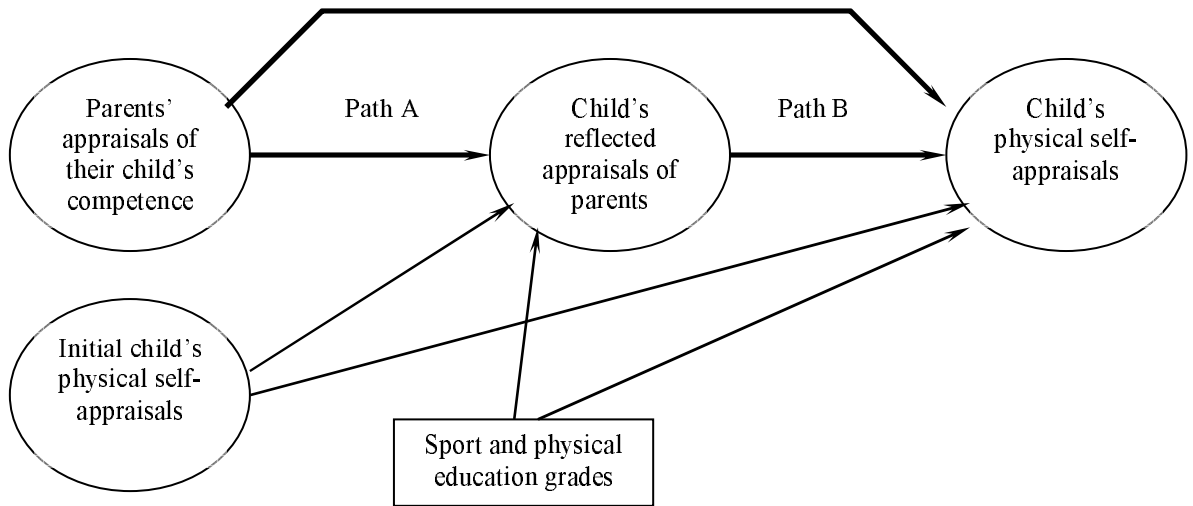 Parents’
appraisals of
their child’s
competence
Path A
Child’s
reflected
appraisals of
parents
Path B
Child’s
physical self-
appraisals
Initial child’s
physical self-
appraisals
Sport and physical
education grades